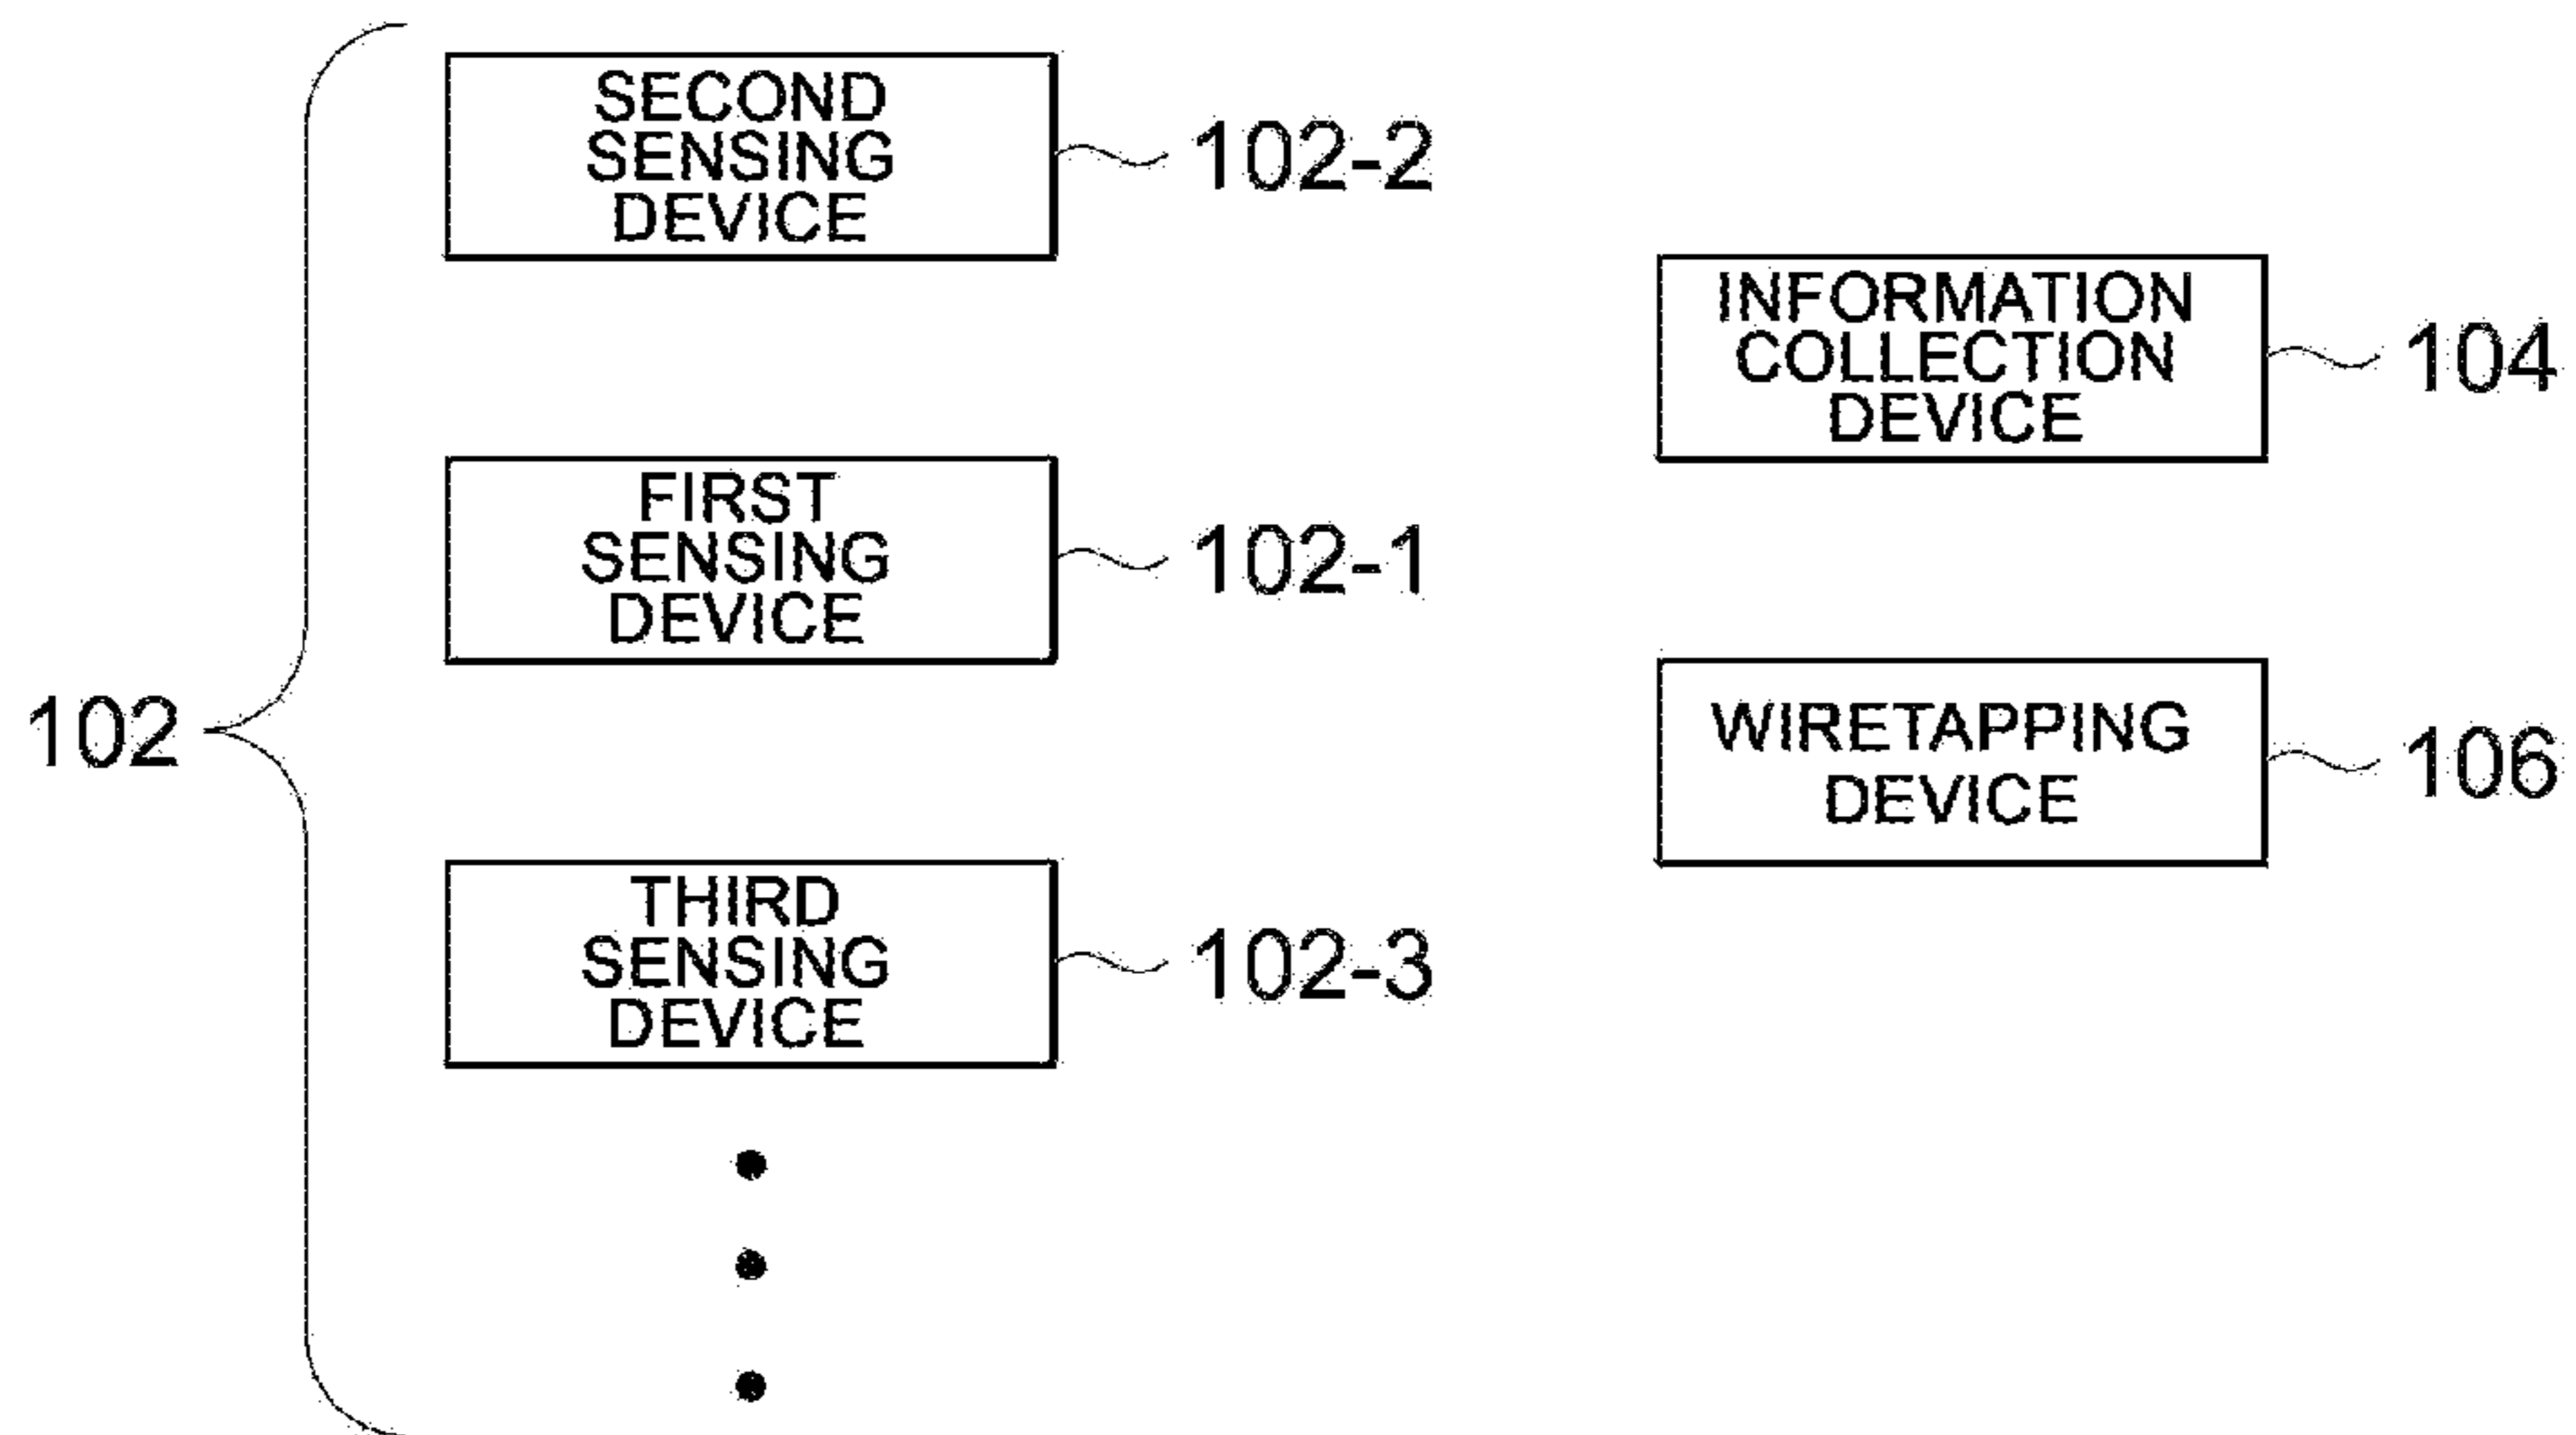 SECOND
SENSING
DEVICE
102-2
INFORMATION
COLLECTION
DEVICE
104
FIRST
SENSING
DEVICE
102-1
102
WIRETAPPING
DEVICE
106
THIRD
SENSING
DEVICE
102-3